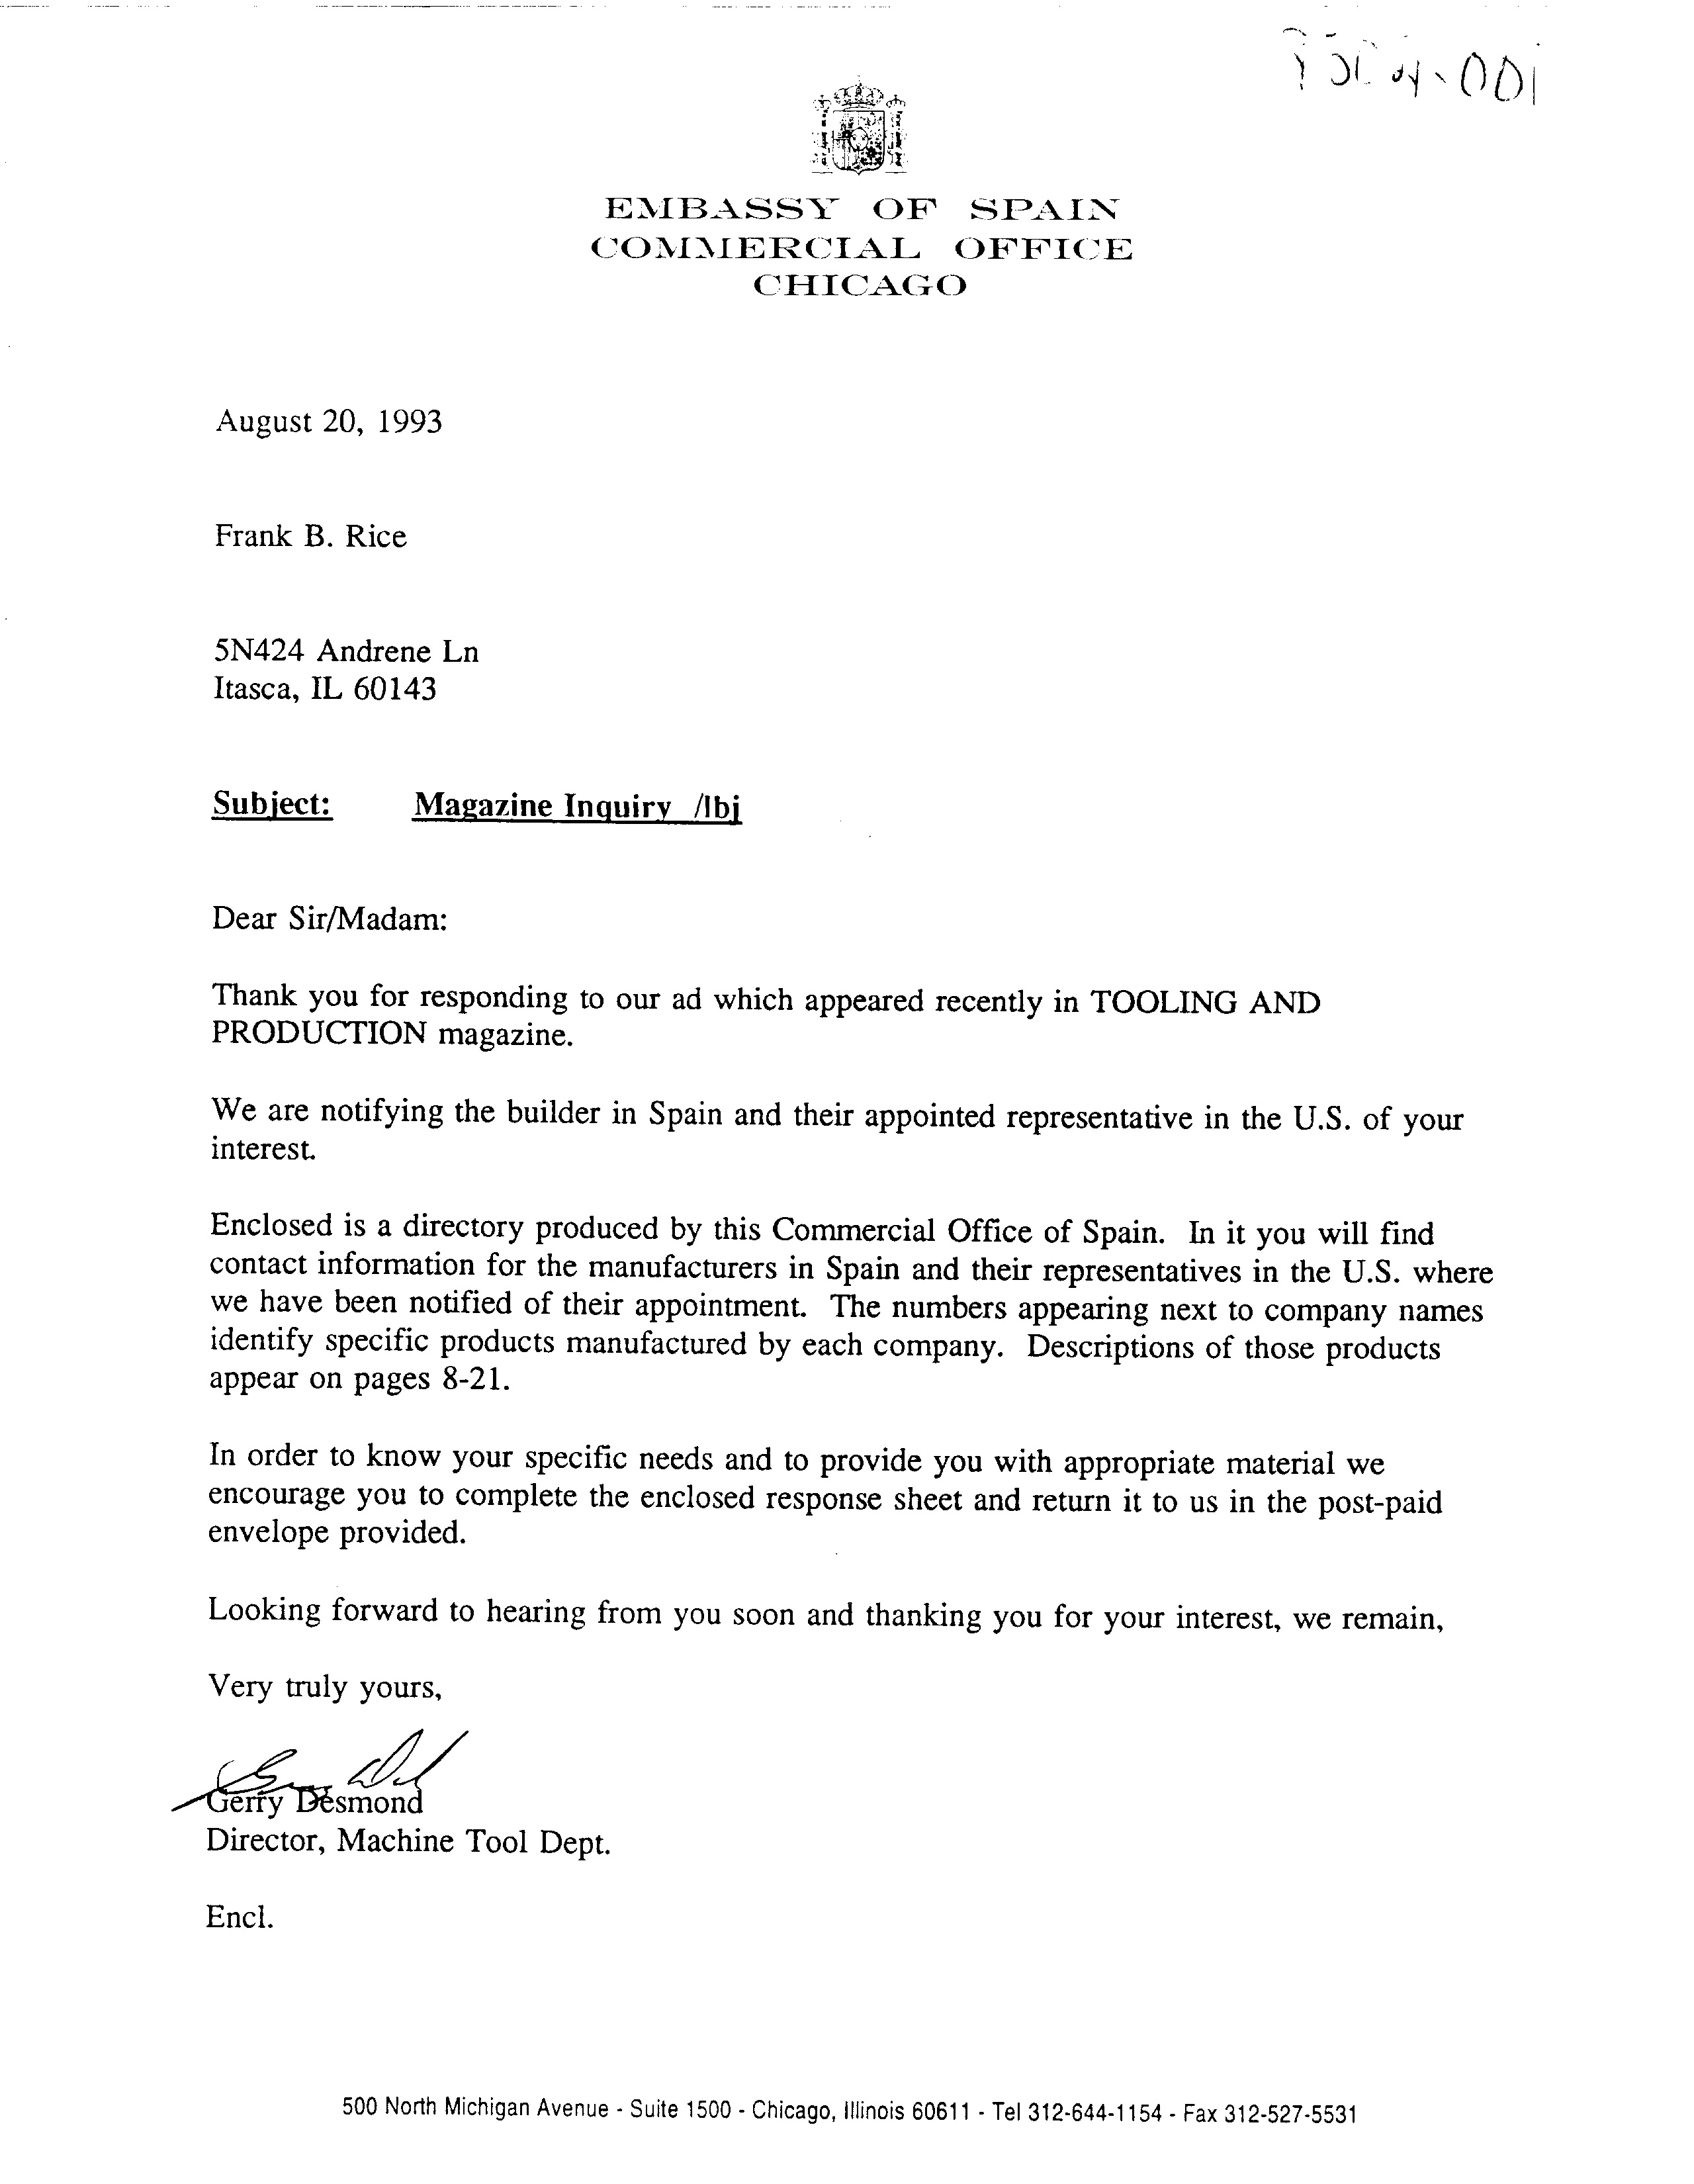 EMBASSY OF SPAIN
COMMERCIAL OFFICE
CHICAGO
August 20, 1993
Frank B. Rice
5N424 Andrene Ln
Itasca, IL 60143
Subject: Magazine Inquiry /lbj
Dear Sir/Madam:
Thank you for responding to our ad which appeared recently in TOOLING AND
PRODUCTION magazine.
We are notifying the builder in Spain and their appointed representative in the U.S. of your
interest.
Enclosed is a directory produced by this Commercial Office of Spain. In it you will find
contact information for the manufacturers in Spain and their representatives in the U.S. where
we have been notified of their appointment. The numbers appearing next to company names
identify specific products manufactured by each company. Descriptions of those products
appear on pages 8-21.
In order to know your specific needs and to provide you with appropriate material we
encourage you to complete the enclosed response sheet and return it to us in the post-paid
envelope provided.
Looking forward to hearing from you soon and thanking you for your interest, we remain,
Very truly yours,
Gerry Desmond
Director, Machine Tool Dept.
Encl.
500 North Michigan Avenue - Suite 1500 - Chicago, Illinois 60611 - Tel 312-644-1154 - Fax 312-527-5531